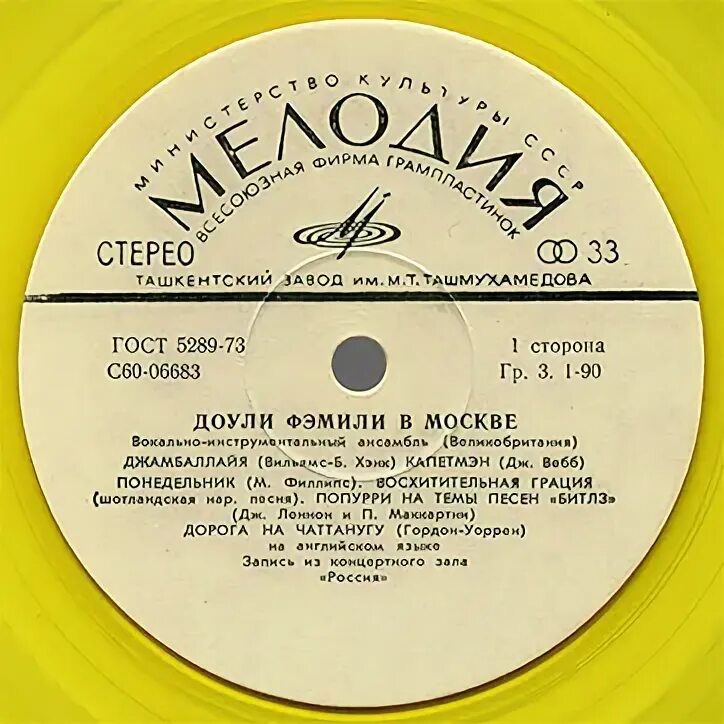 МИНИСТЕРСТВО КУЛЬТУРЫ СССР
МЕЛОДИЯ
ВСЕСОЮЗНАЯ ФИРМА ГРАМПЛАСТИНОК
СТЕРЕО
33
ТАШКЕНТСКИЙ ЗАВОД ИМ. М.Т. ТАШМУХАМЕДОВА
ГОСТ 5289-73
1 сторона
С60-06683
Гр. 3. 1-90
ДОУЛИ ФЭМИЛИ В МОСКВЕ
Вокально-инструментальный ансамбль (Великобритания)
ДЖАМБАЛЛАЙЯ (Вильямс-Б. Хэнк) КАПЕТМЭН (Дж. Вебб)
ПОНЕДЕЛЬНИК (М. Филлипс). ВОСХИТИТЕЛЬНАЯ ГРАЦИЯ
(шотландская нар. песня). ПОПУРРИ НА ТЕМЫ ПЕСЕН «БИТЛЗ»
(Дж. Леннон и П. Маккартни)
ДОРОГА НА ЧАТТАНУГУ (Гордон-Уоррен)
на английском языке
Запись из концертного зала
«Россия»